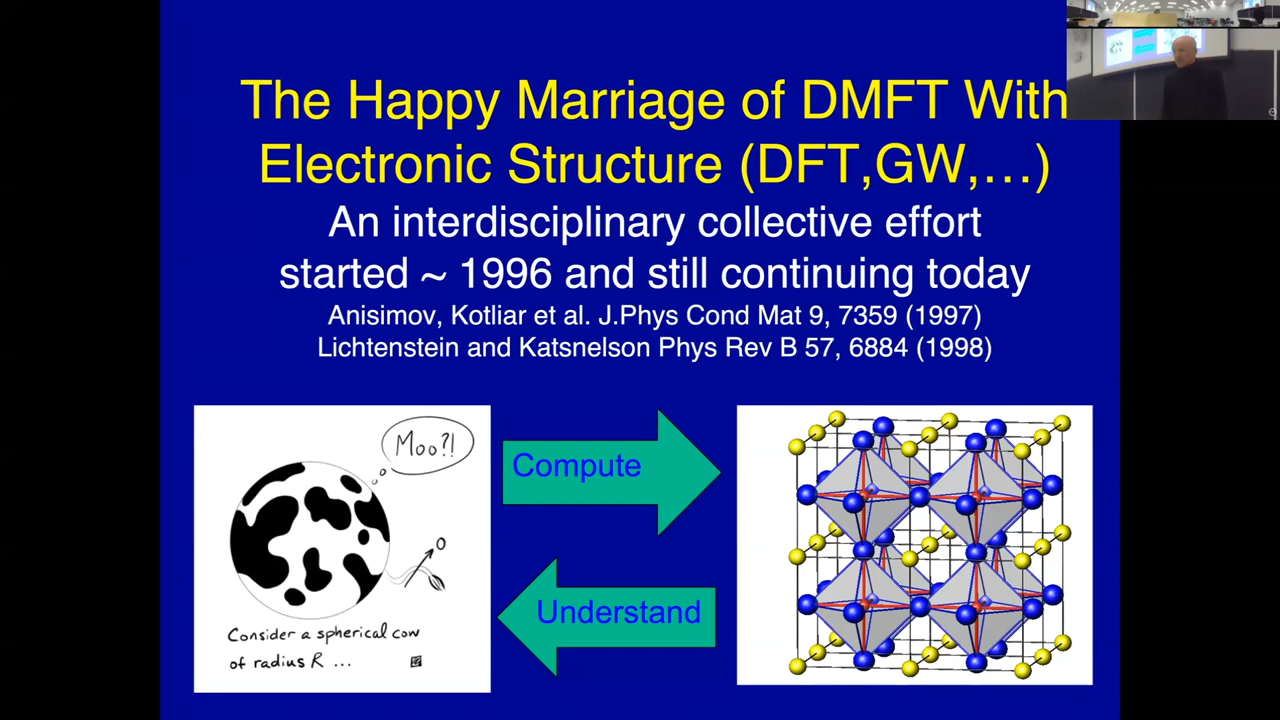 The Happy Marriage of DMFT With
Electronic Structure (DFT,GW,…)
An interdisciplinary collective effort
started ~ 1996 and still continuing today
Anisimov, Kotliar et al. J.Phys Cond Mat 9, 7359 (1997)
Lichtenstein and Katsnelson Phys Rev B 57, 6884 (1998)
Moo?!
Compute
Understand
Consider a spherical cow
of radius R ...